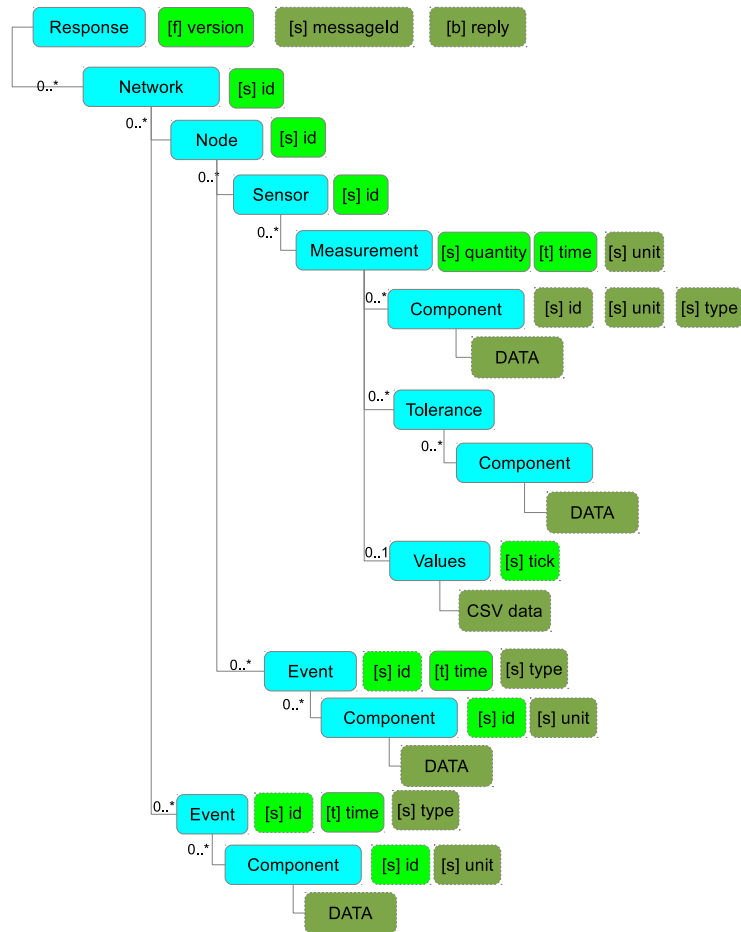 Response [f] version [s] messageId [b] reply
0..* Network [s] id
0..* Node [s] id
0..* Sensor [s] id
0..* Measurement [s] quantity [t] time [s] unit
0..* Component [s] id [s] unit [s] type
DATA
0..* Tolerance
0..* Component
DATA
0..1 Values [s] tick
CSV data
0..* Event [s] id [t] time [s] type
0..* Component [s] id [s] unit
DATA
0..* Event [s] id [t] time [s] type
0..* Component [s] id [s] unit
DATA